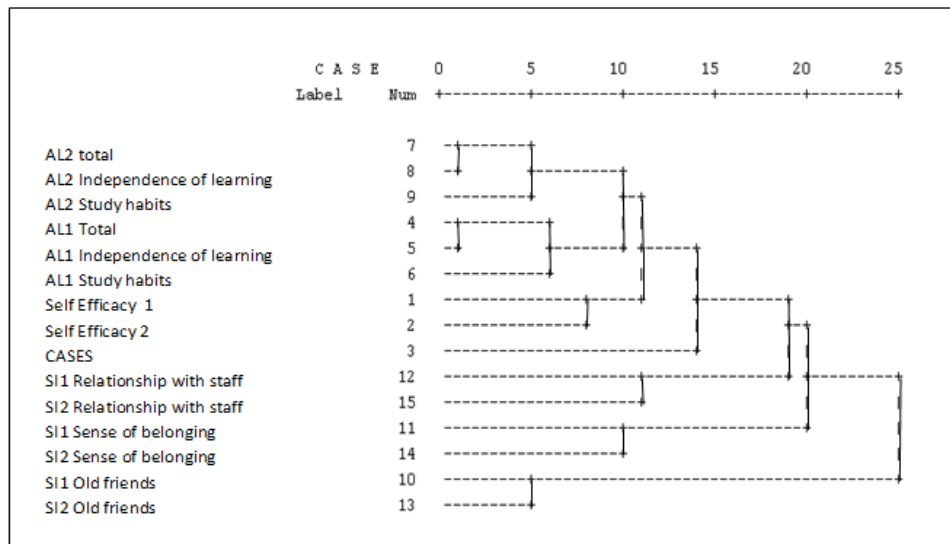 C A S E 0 5 10 15 20 25
Label Num
7
AL2 total
8
AL2 Independence of learning
9
AL2 Study habits
4
AL1 Total
5
AL1 Independence of learning
6
AL1 Study habits
1
Self Efficacy 1
2
Self Efficacy 2
3
CASES
12
SI1 Relationship with staff
15
SI2 Relationship with staff
11
SI1 Sense of belonging
14
SI2 Sense of belonging
10
SI1 Old friends
13
SI2 Old friends